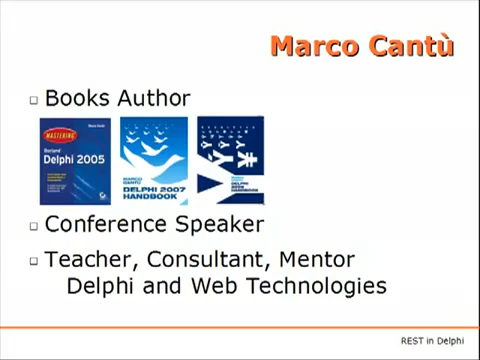 Marco Cantù
Books Author
MASTERING
Borland
Delphi 2005
MARCO
CANTÙ
DELPHI 2007
HANDBOOK
Conference Speaker
Teacher, Consultant, Mentor
Delphi and Web Technologies
REST in Delphi